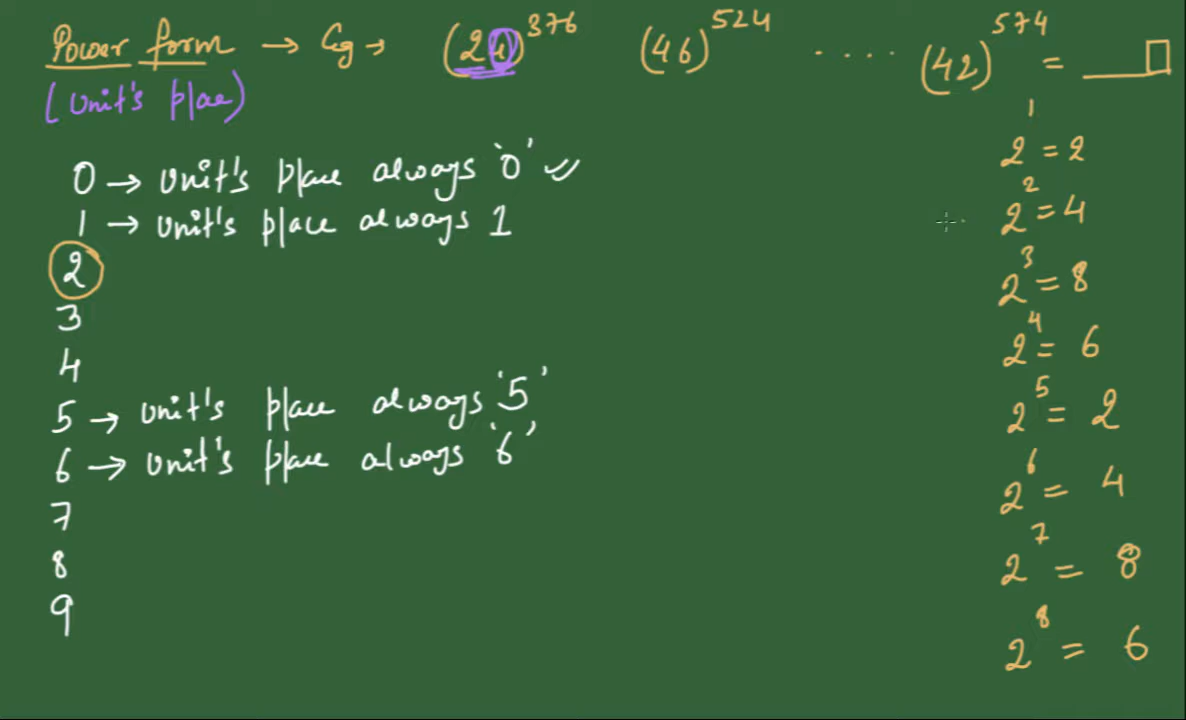 Power form → Eg → (24)^376 (46)^524 .... (42)^574 = ___□
(Unit's place)
0 → Unit's place always '0' ✓
1 → Unit's place always 1
2
3
4
5 → Unit's place always '5'
6 → Unit's place always '6'
7
8
9
2^1 = 2
2^2 = 4
2^3 = 8
2^4 = 6
2^5 = 2
2^6 = 4
2^7 = 8
2^8 = 6